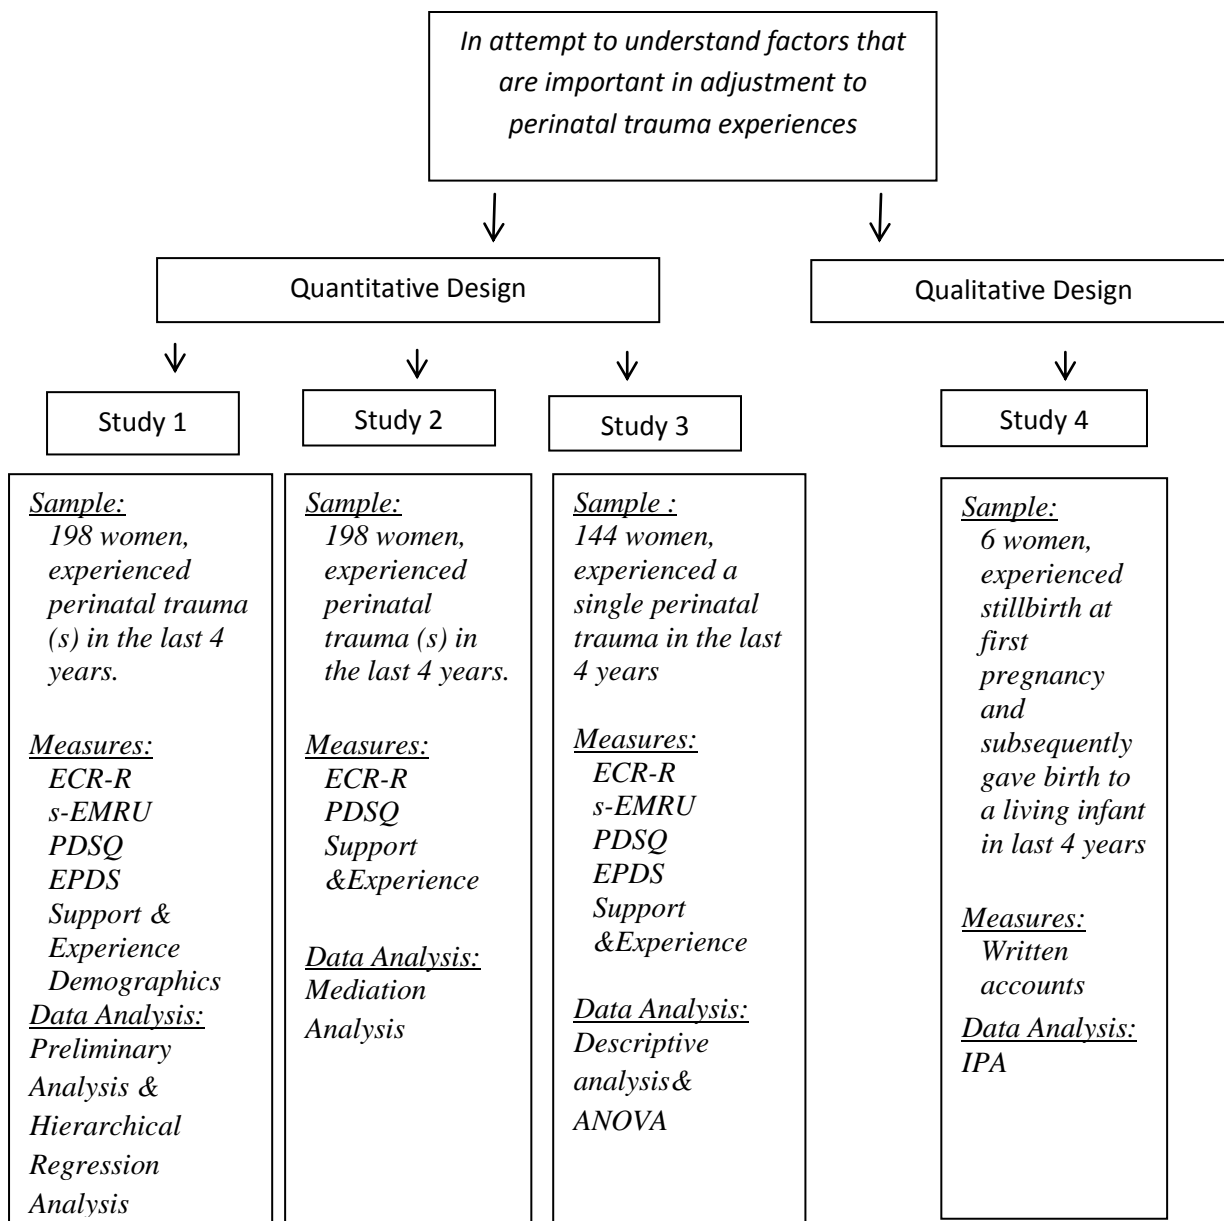 In attempt to understand factors that
are important in adjustment to
perinatal trauma experiences
Quantitative Design
Qualitative Design
Study 1
Study 2
Study 3
Study 4
Sample:
198 women,
experienced
perinatal trauma
(s) in the last 4
years.
Measures:
ECR-R
s-EMRU
PDSQ
EPDS
Support &
Experience
Demographics
Data Analysis:
Preliminary
Analysis &
Hierarchical
Regression
Analysis
Sample:
198 women,
experienced
perinatal
trauma (s) in
the last 4 years.
Measures:
ECR-R
PDSQ
Support
&Experience
Data Analysis:
Mediation
Analysis
Sample :
144 women,
experienced a
single perinatal
trauma in the last
4 years
Measures:
ECR-R
s-EMRU
PDSQ
EPDS
Support
&Experience
Data Analysis:
Descriptive
analysis&
ANOVA
Sample:
6 women,
experienced
stillbirth at
first
pregnancy
and
subsequently
gave birth to
a living infant
in last 4 years
Measures:
Written
accounts
Data Analysis:
IPA